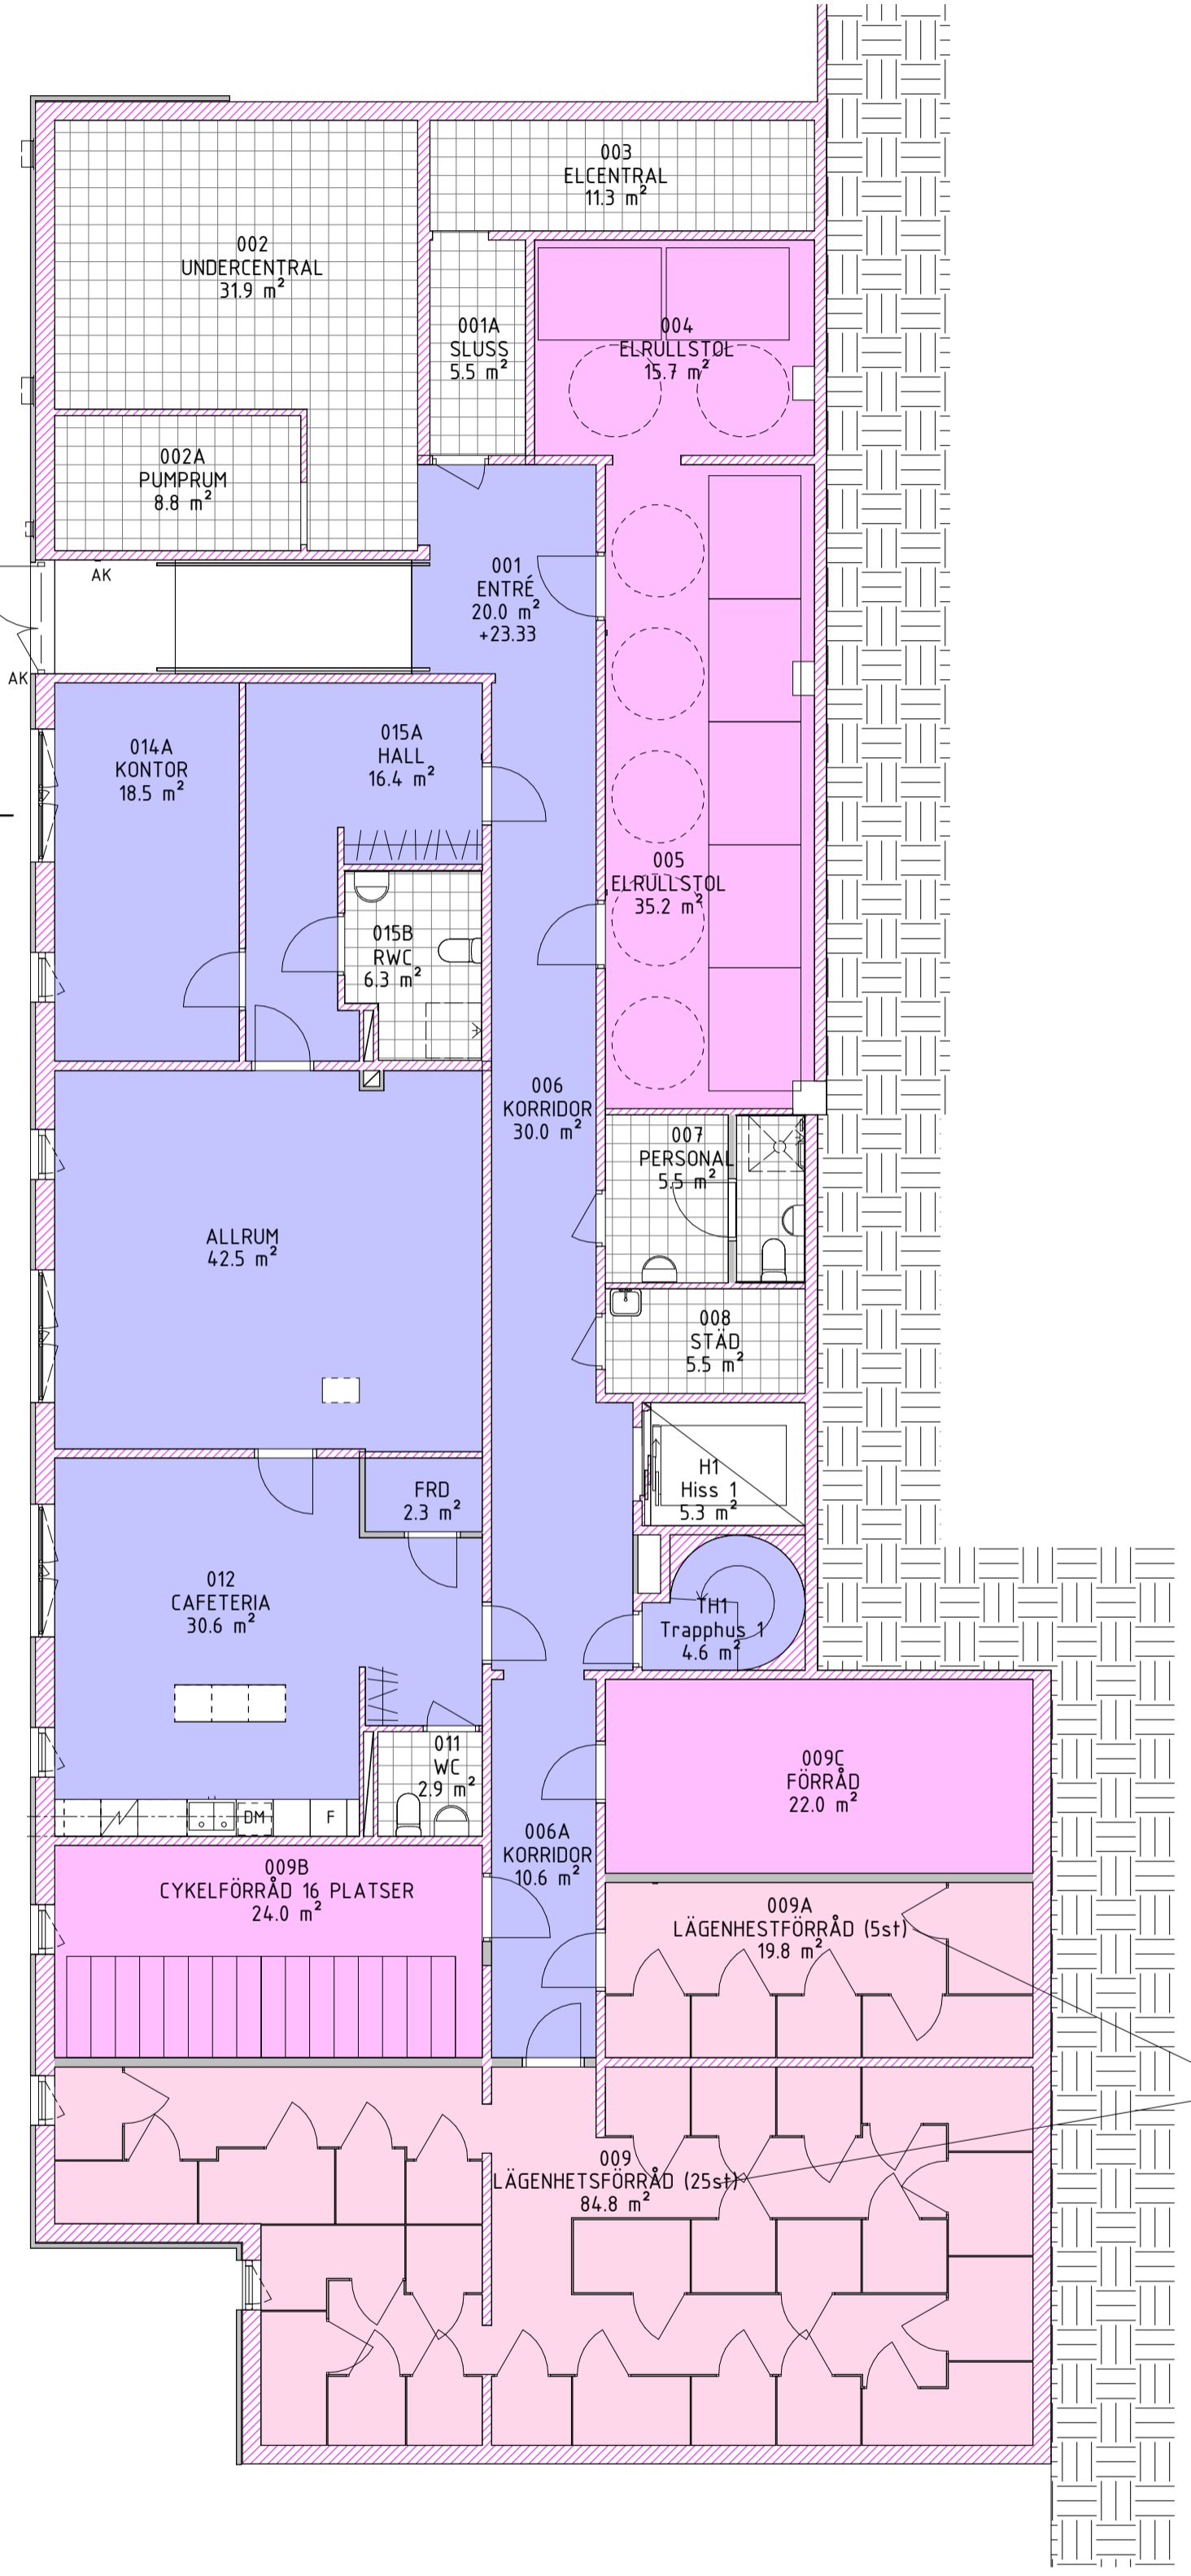 003
ELCENTRAL
11.3 m²
002
UNDERCENTRAL
31.9 m²
001A
SLUSS
5.5 m²
004
ELRULLSTOL
15.7 m²
002A
PUMPRUM
8.8 m²
AK
001
ENTRÉ
20.0 m²
+23.33
AK
014A
KONTOR
18.5 m²
015A
HALL
16.4 m²
005
ELRULLSTOL
35.2 m²
015B
RWC
6.3 m²
006
KORRIDOR
30.0 m²
007
PERSONAL
5.5 m²
ALLRUM
42.5 m²
008
STÄD
5.5 m²
H1
Hiss 1
5.3 m²
FRD
2.3 m²
012
CAFETERIA
30.6 m²
TH1
Trapphus 1
4.6 m²
011
WC
2.9 m²
009C
FÖRRÅD
22.0 m²
DM
F
006A
KORRIDOR
10.6 m²
009B
CYKELFÖRRÅD 16 PLATSER
24.0 m²
009A
LÄGENHESTFÖRRÅD (5st)
19.8 m²
009
LÄGENHETSFÖRRÅD (25st)
84.8 m²